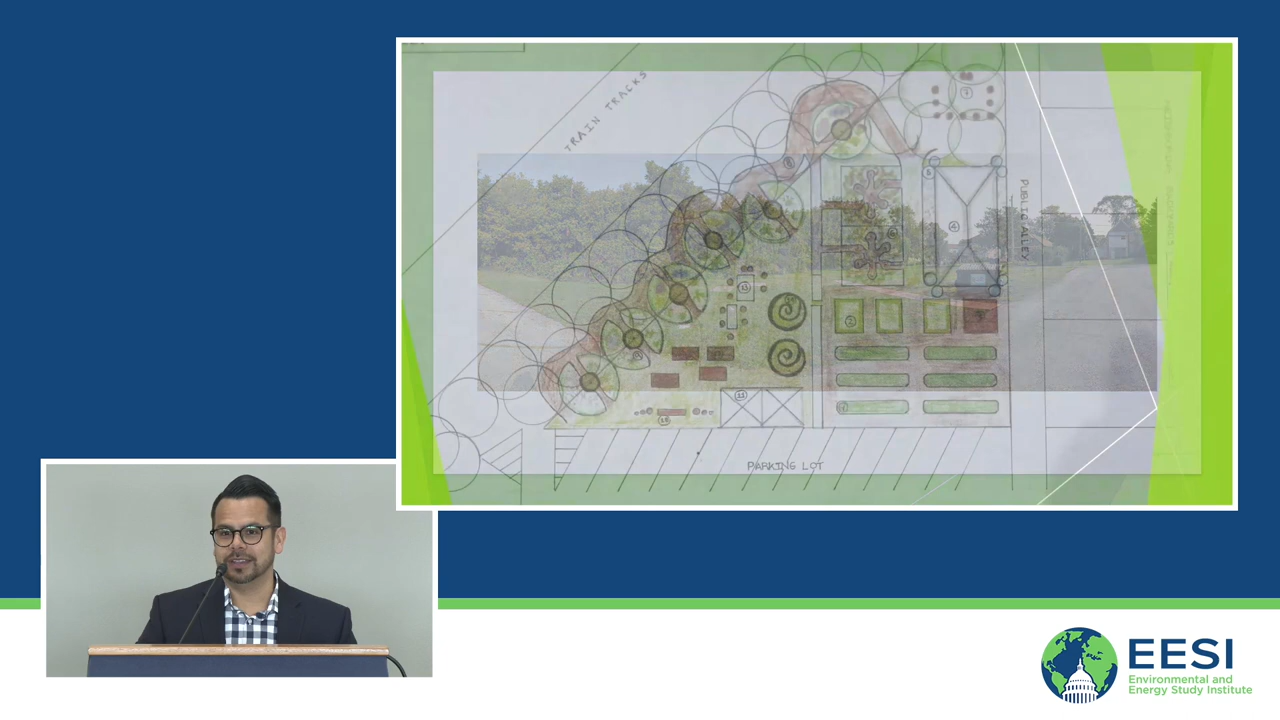 TRAIN TRACKS
PUBLIC ALLEY
PARKING LOT
EESI
Environmental and
Energy Study Institute